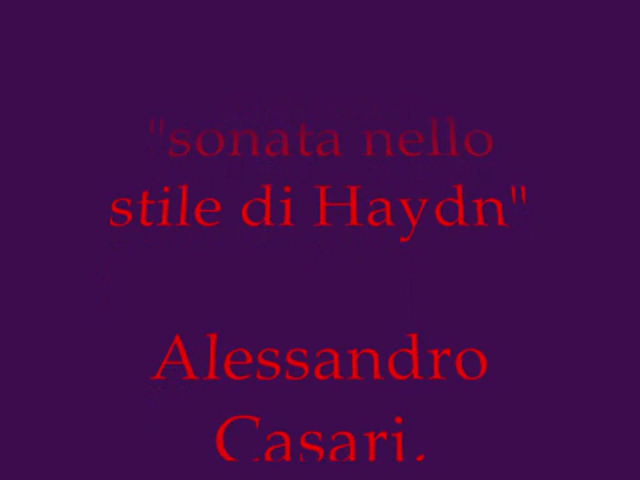 "sonata nello
stile di Haydn"
Alessandro
Casari.